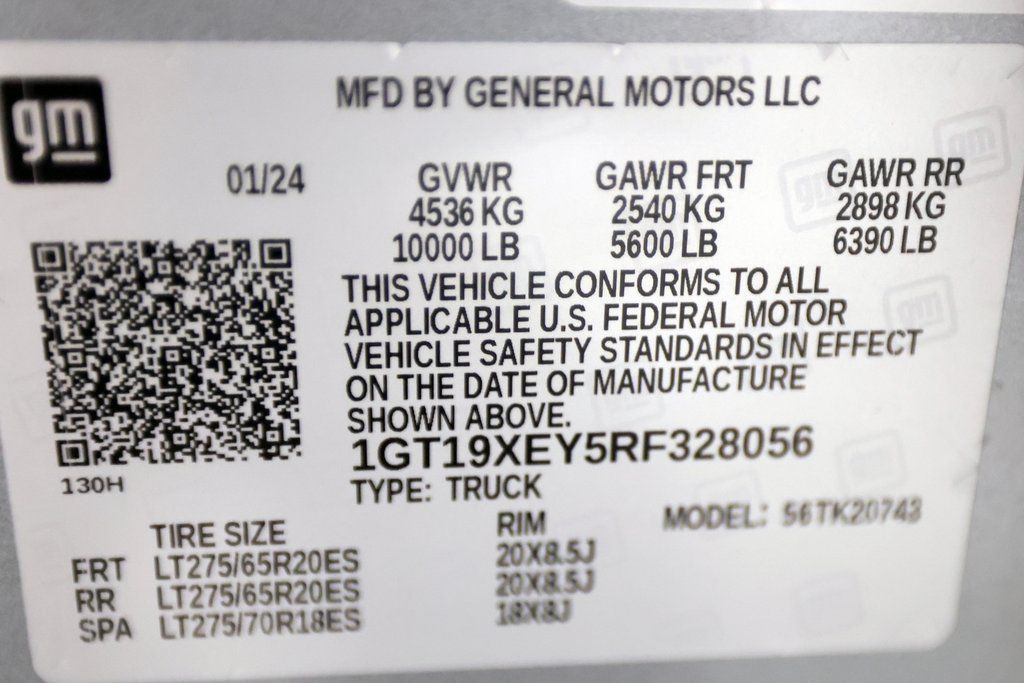 gm
MFD BY GENERAL MOTORS LLC
01/24
GVWR
4536 KG
10000 LB
GAWR FRT
2540 KG
5600 LB
GAWR RR
2898 KG
6390 LB
THIS VEHICLE CONFORMS TO ALL
APPLICABLE U.S. FEDERAL MOTOR
VEHICLE SAFETY STANDARDS IN EFFECT
ON THE DATE OF MANUFACTURE
SHOWN ABOVE.
1GT19XEY5RF328056
130H
TYPE: TRUCK
MODEL: 56TK20743
TIRE SIZE
RIM
FRT LT275/65R20ES 20X8.5J
RR LT275/65R20ES 20X8.5J
SPA LT275/70R18ES 18X8J